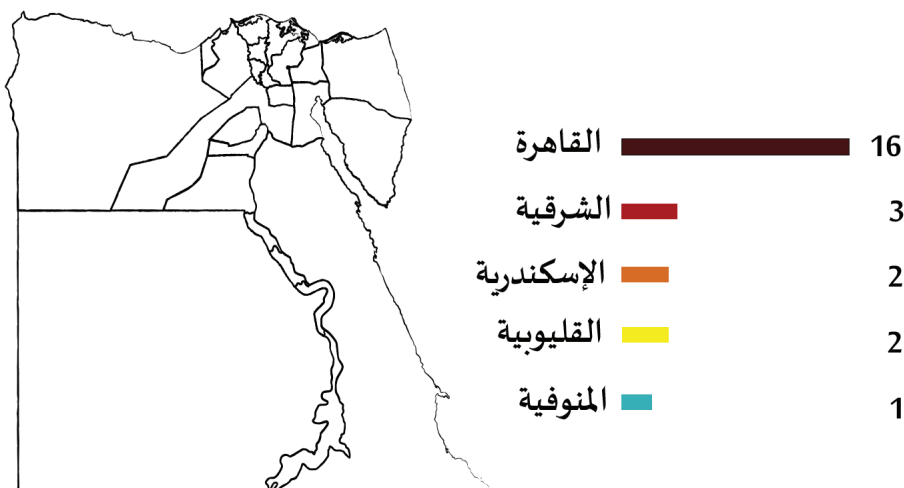 القاهرة 16
الشرقية 3
الإسكندرية 2
القليوبية 2
المنوفية 1